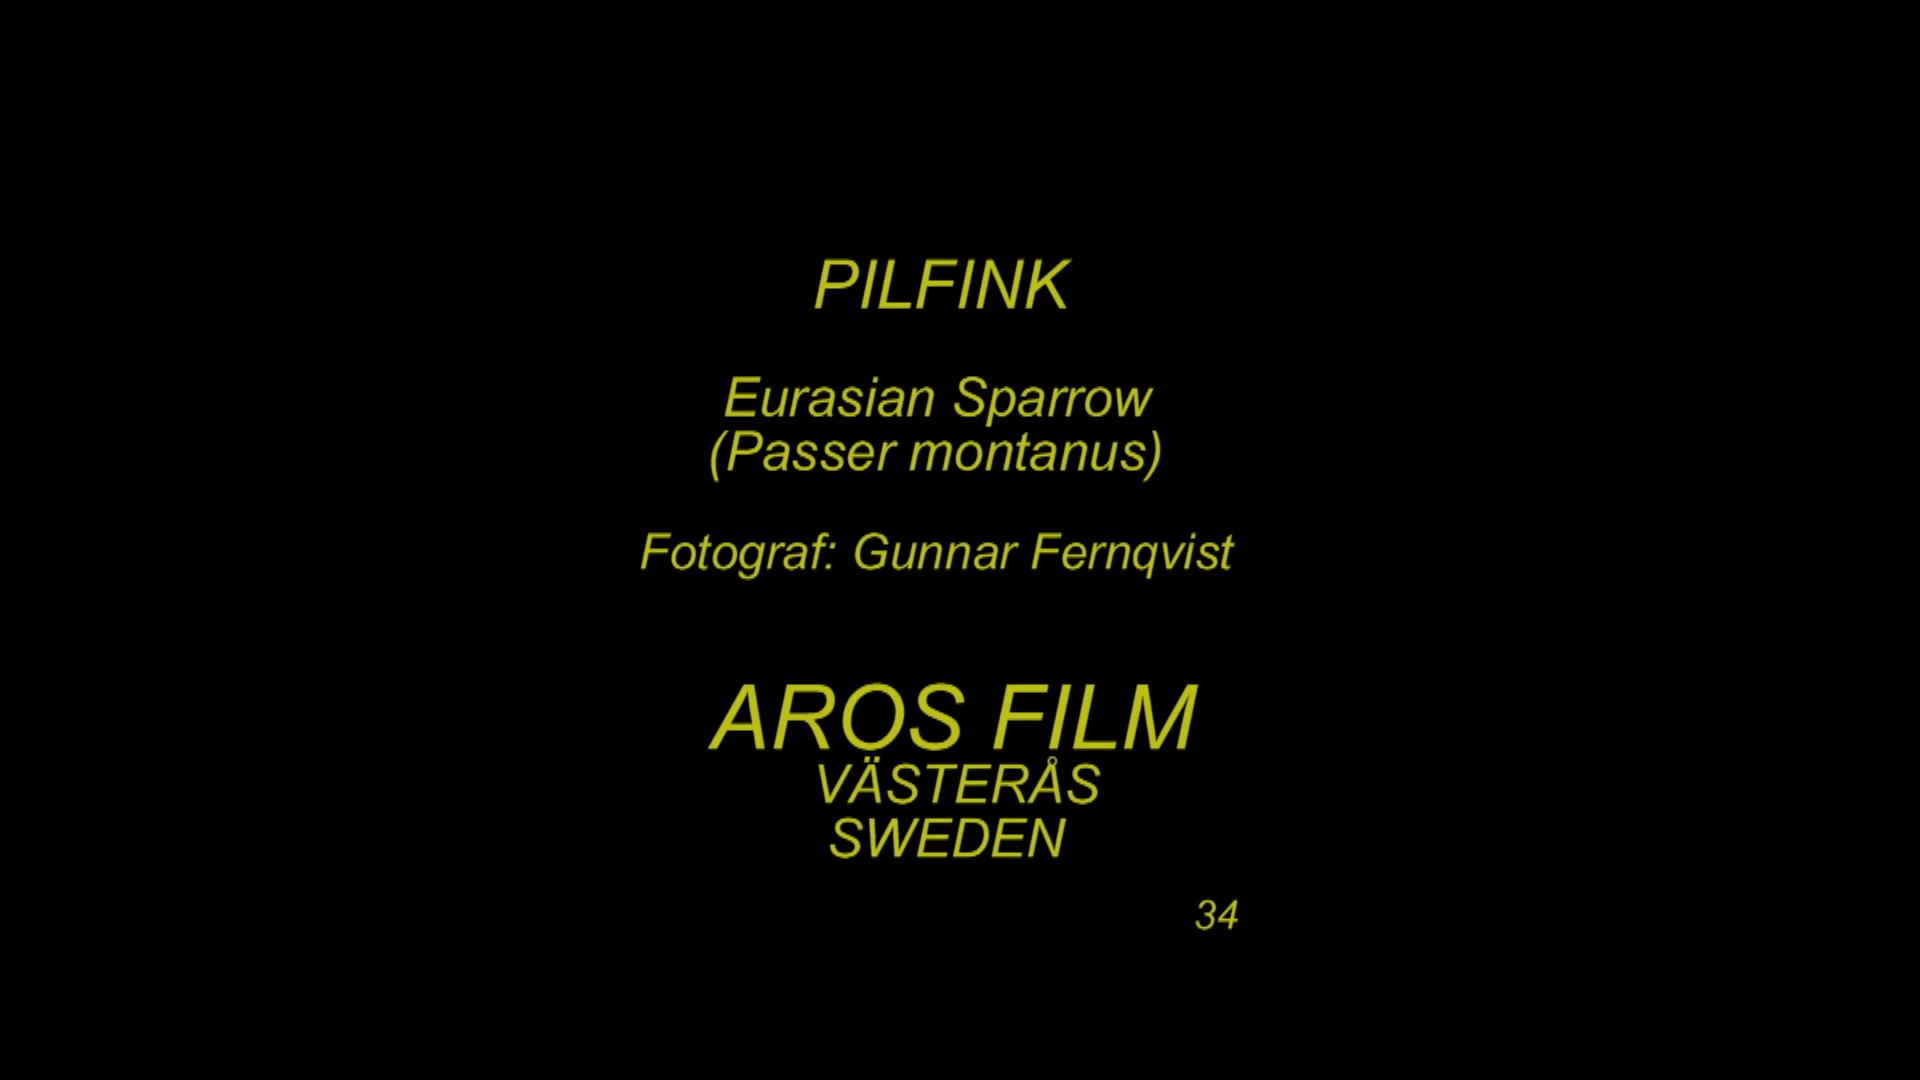 PILFINK
Eurasian Sparrow
(Passer montanus)
Fotograf: Gunnar Fernqvist
AROS FILM
VÄSTERÅS
SWEDEN
34